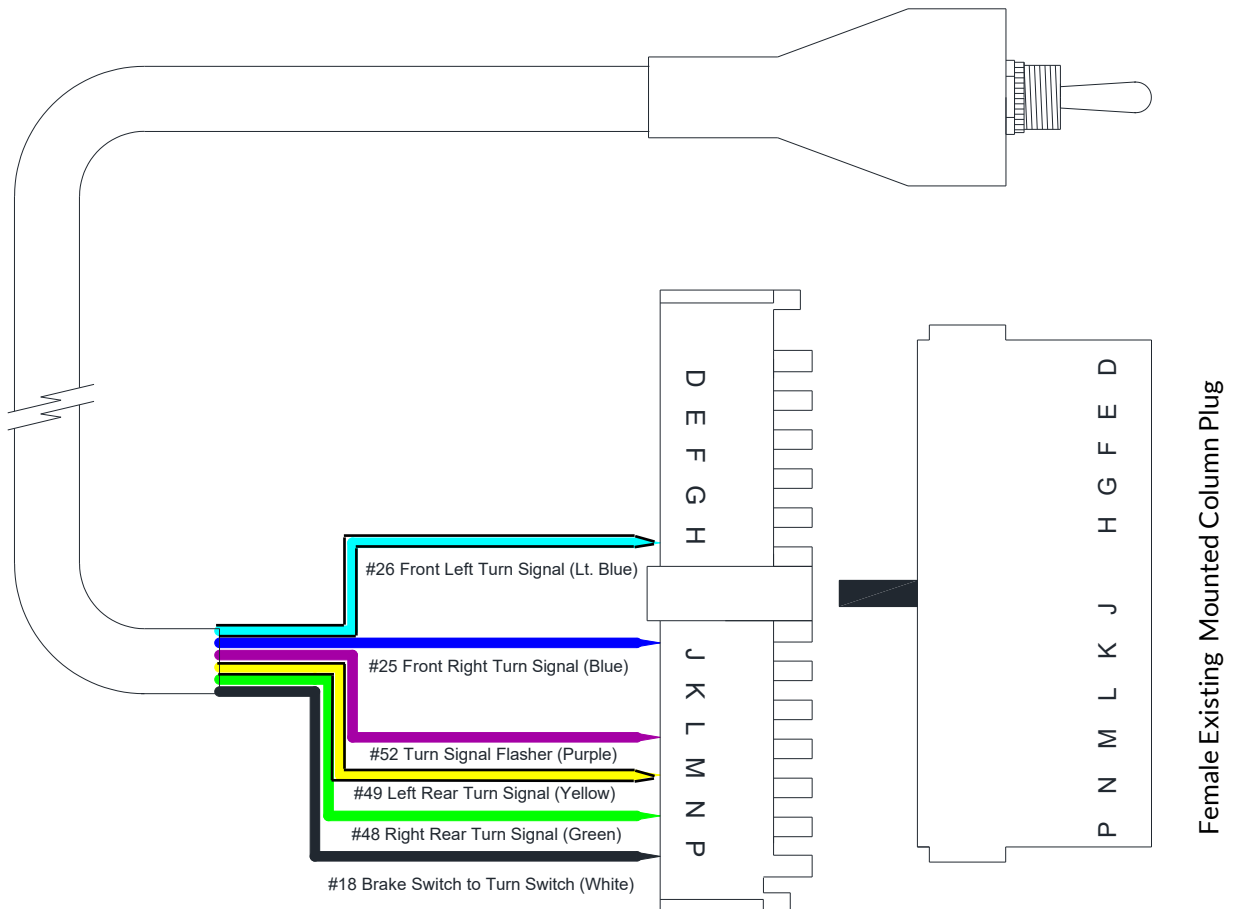 D
E
F
G
H
#26 Front Left Turn Signal (Lt. Blue)
#25 Front Right Turn Signal (Blue)
J
K
L
#52 Turn Signal Flasher (Purple)
M
#49 Left Rear Turn Signal (Yellow)
N
#48 Right Rear Turn Signal (Green)
P
#18 Brake Switch to Turn Switch (White)
P N M L K J H G F E D
Female Existing Mounted Column Plug